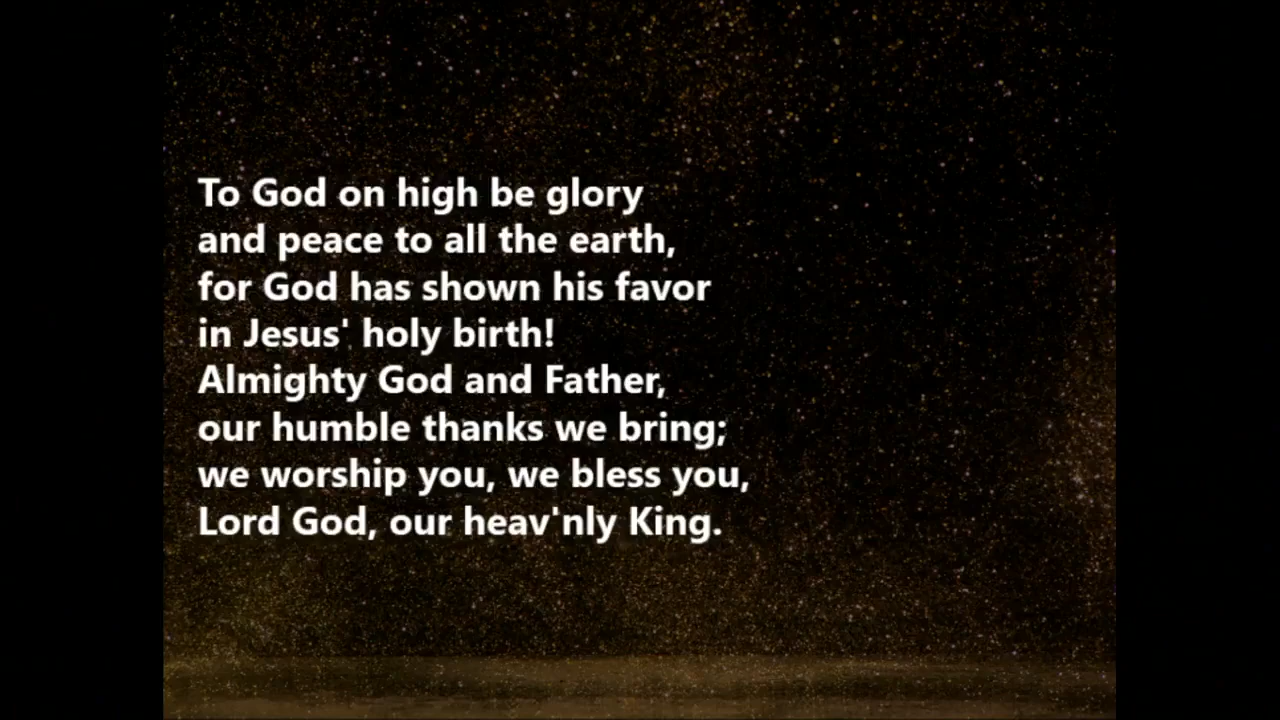 To God on high be glory
and peace to all the earth,
for God has shown his favor
in Jesus' holy birth!
Almighty God and Father,
our humble thanks we bring;
we worship you, we bless you,
Lord God, our heav'nly King.